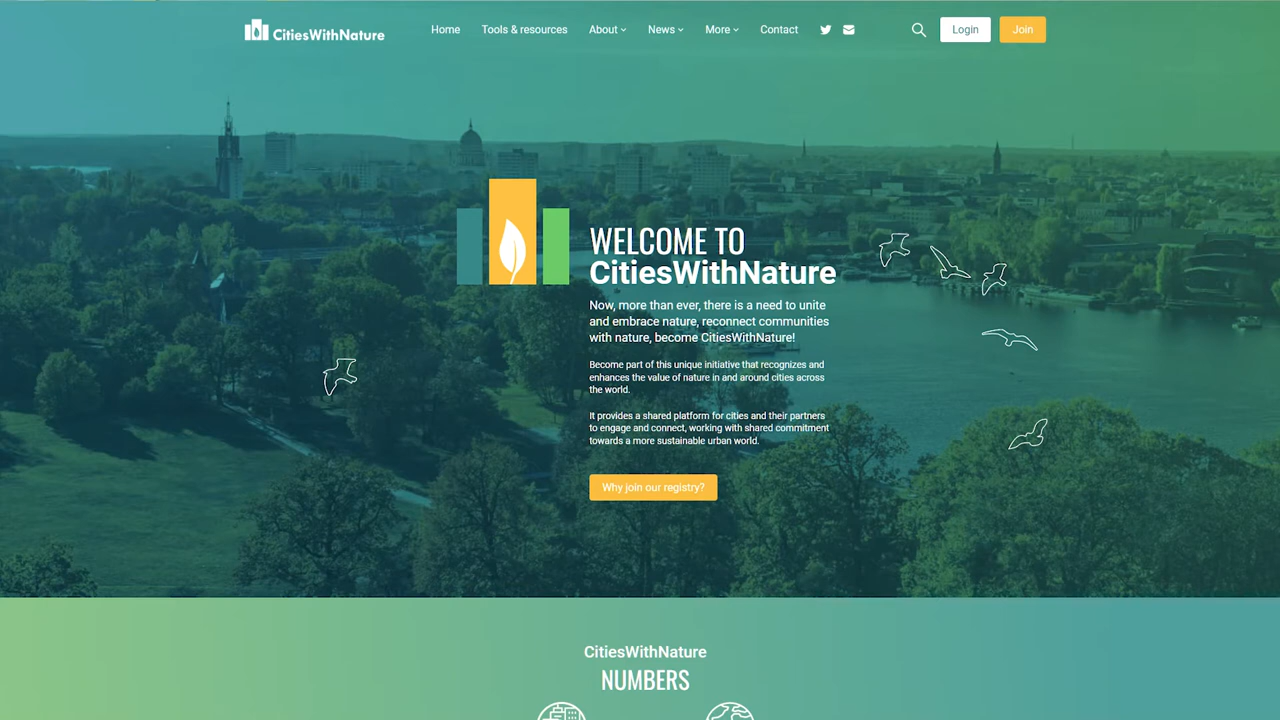 CitiesWithNature
Home
Tools & resources
About
News
More
Contact
Login
Join
WELCOME TO
CitiesWithNature
Now, more than ever, there is a need to unite
and embrace nature, reconnect communities
with nature, become CitiesWithNature!
Become part of this unique initiative that recognizes and
enhances the value of nature in and around cities across
the world.
It provides a shared platform for cities and their partners
to engage and connect, working with shared commitment
towards a more sustainable urban world.
Why join our registry?
CitiesWithNature
NUMBERS